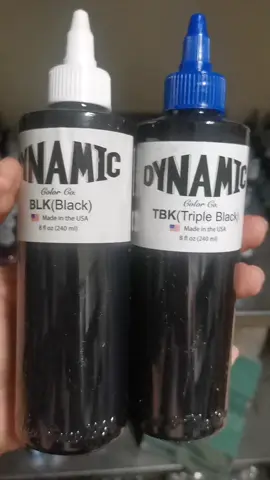 DYNAMIC
Color Co.
BLK(Black)
Made in the USA
8 fl oz (240 ml)
DYNAMIC
Color Co.
TBK(Triple Black)
Made in the USA
8 fl oz (240 ml)